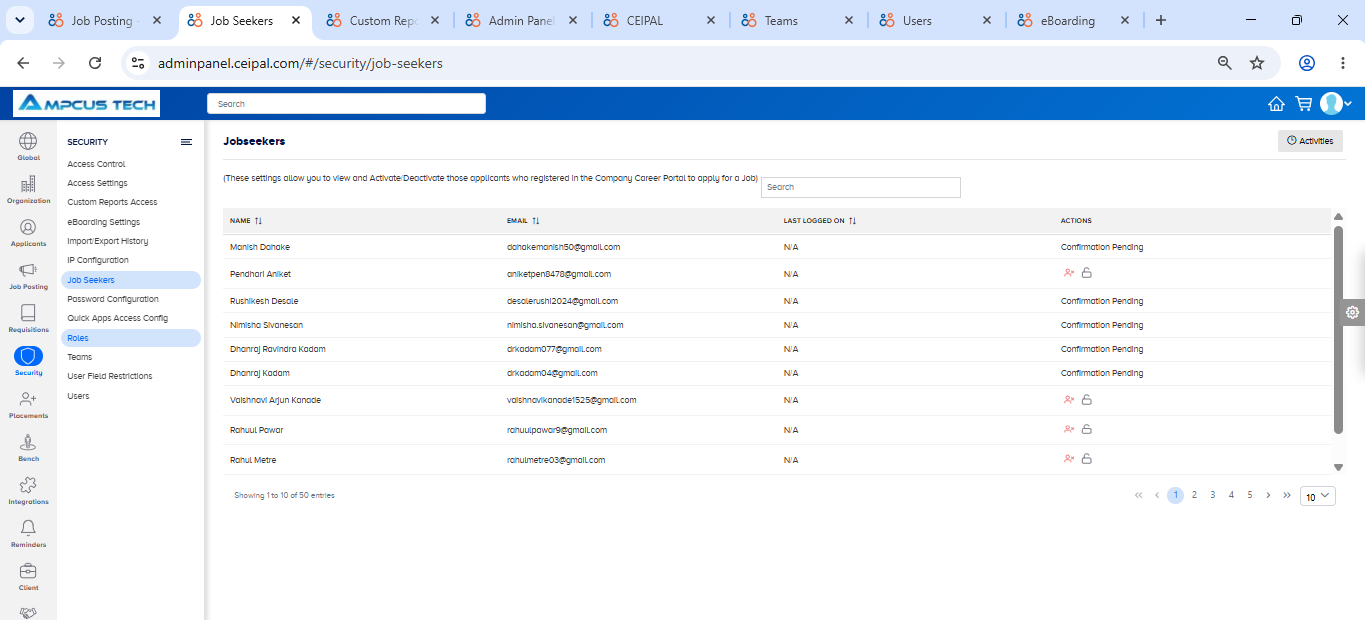 Job Posting - Job Seekers Custom Repo Admin Panel CEIPAL Teams Users eBoarding
adminpanel.ceipal.com/#/security/job-seekers
AMPCUS TECH Search
Global
Organization
Applicants
Job Posting
Requisitions
Security
Placements
Bench
Integrations
Reminders
Client
SECURITY
Access Control
Access Settings
Custom Reports Access
eBoarding Settings
Import/Export History
IP Configuration
Job Seekers
Password Configuration
Quick Apps Access Config
Roles
Teams
User Field Restrictions
Users
Jobseekers Activities
(These settings allow you to view and Activate/Deactivate those applicants who registered in the Company Career Portal to apply for a Job) Search
NAME EMAIL LAST LOGGED ON ACTIONS
Manish Dahake dahakemanish50@gmail.com N/A Confirmation Pending
Pendhari Aniket aniketpen8478@gmail.com N/A
Rushikesh Desale desalerushi2024@gmail.com N/A Confirmation Pending
Nimisha Sivanesan nimisha.sivanesan@gmail.com N/A Confirmation Pending
Dhanraj Ravindra Kadam drkadam077@gmail.com N/A Confirmation Pending
Dhanraj Kadam drkadam04@gmail.com N/A Confirmation Pending
Vaishnavi Arjun Kanade vaishnavikanade1525@gmail.com N/A
Rahuul Pawar rahuulpawar9@gmail.com N/A
Rahul Metre rahulmetre03@gmail.com N/A
Showing 1 to 10 of 50 entries « ‹ 1 2 3 4 5 › » 10